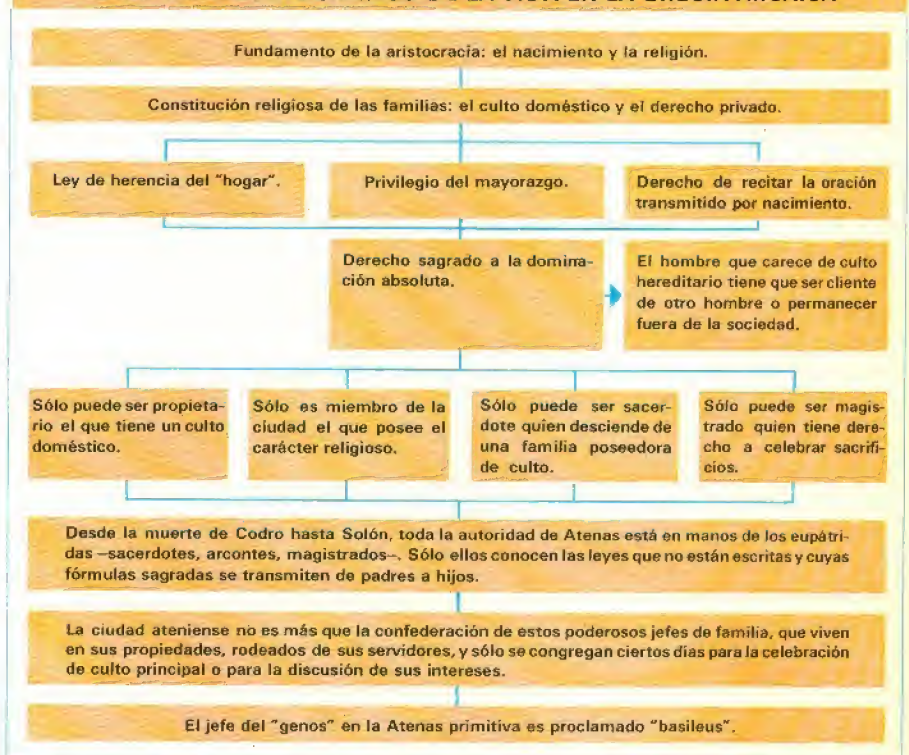 Fundamento de la aristocracia: el nacimiento y la religión.
Constitución religiosa de las familias: el culto doméstico y el derecho privado.
Ley de herencia del "hogar".
Privilegio del mayorazgo.
Derecho de recitar la oración
transmitido por nacimiento.
Derecho sagrado a la domina-
ción absoluta.
El hombre que carece de culto
hereditario tiene que ser cliente
de otro hombre o permanecer
fuera de la sociedad.
Sólo puede ser propieta-
rio el que tiene un culto
doméstico.
Sólo es miembro de la
ciudad el que posee el
carácter religioso.
Sólo puede ser sacer-
dote quien desciende de
una familia poseedora
de culto.
Sólo puede ser magis-
trado quien tiene dere-
cho a celebrar sacrifi-
cios.
Desde la muerte de Codro hasta Solón, toda la autoridad de Atenas está en manos de los eupátri-
das —sacerdotes, arcontes, magistrados—. Sólo ellos conocen las leyes que no están escritas y cuyas
fórmulas sagradas se transmiten de padres a hijos.
La ciudad ateniense no es más que la confederación de estos poderosos jefes de familia, que viven
en sus propiedades, rodeados de sus servidores, y sólo se congregan ciertos días para la celebración
de culto principal o para la discusión de sus intereses.
El jefe del "genos" en la Atenas primitiva es proclamado "basileus".